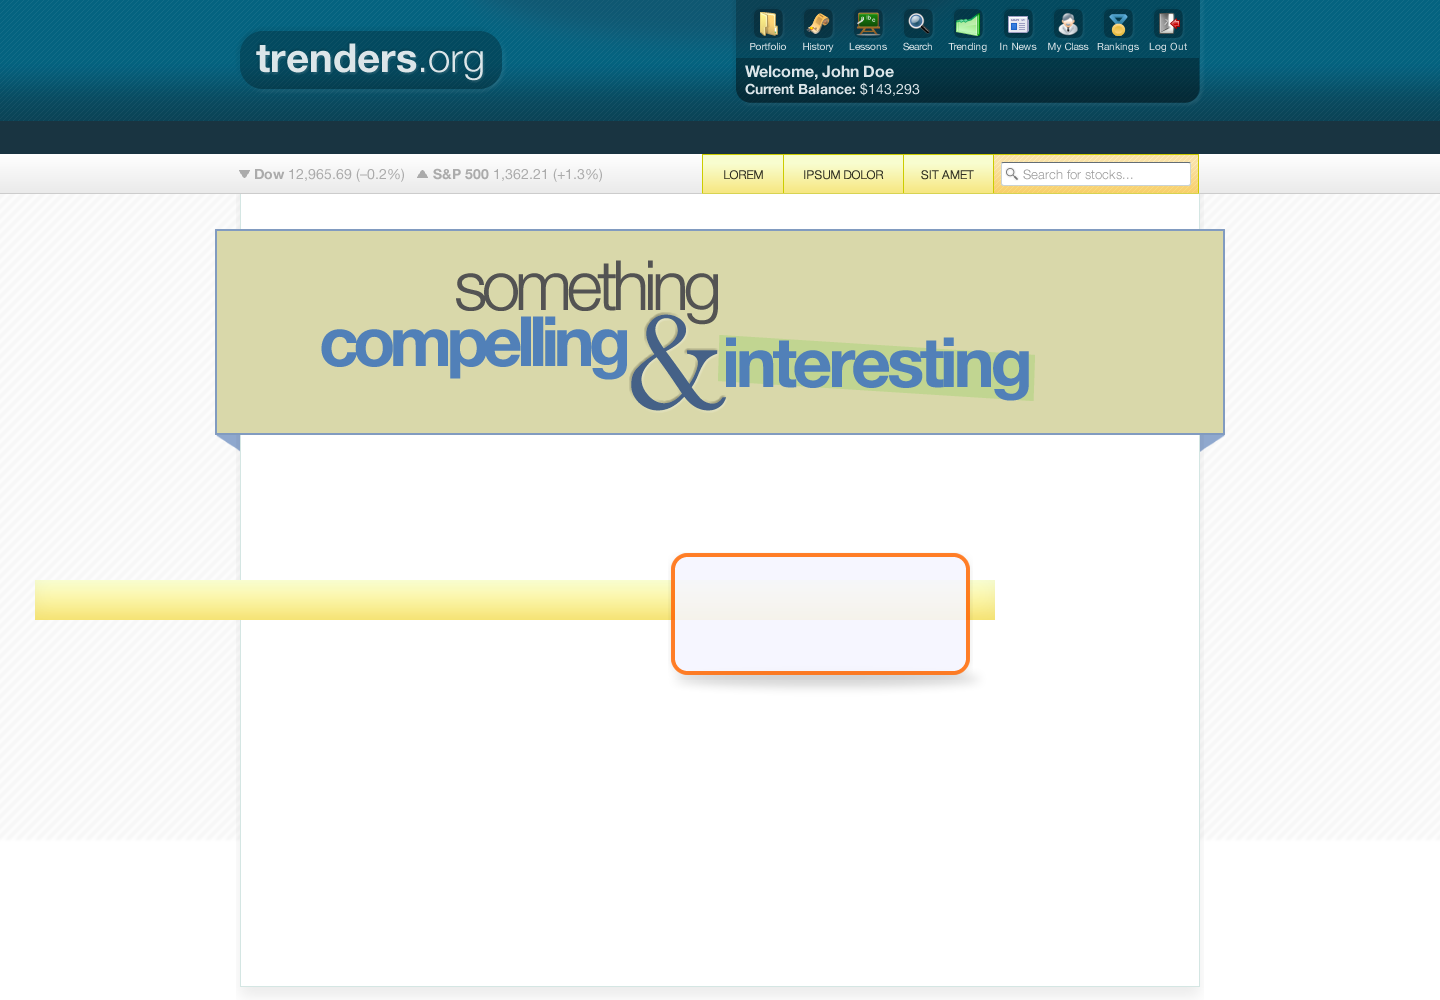 trenders.org
Portfolio History Lessons Search Trending In News My Class Rankings Log Out
Welcome, John Doe
Current Balance: $143,293
Dow 12,965.69 (–0.2%) S&P 500 1,362.21 (+1.3%)
LOREM IPSUM DOLOR SIT AMET Search for stocks...
something
compelling & interesting